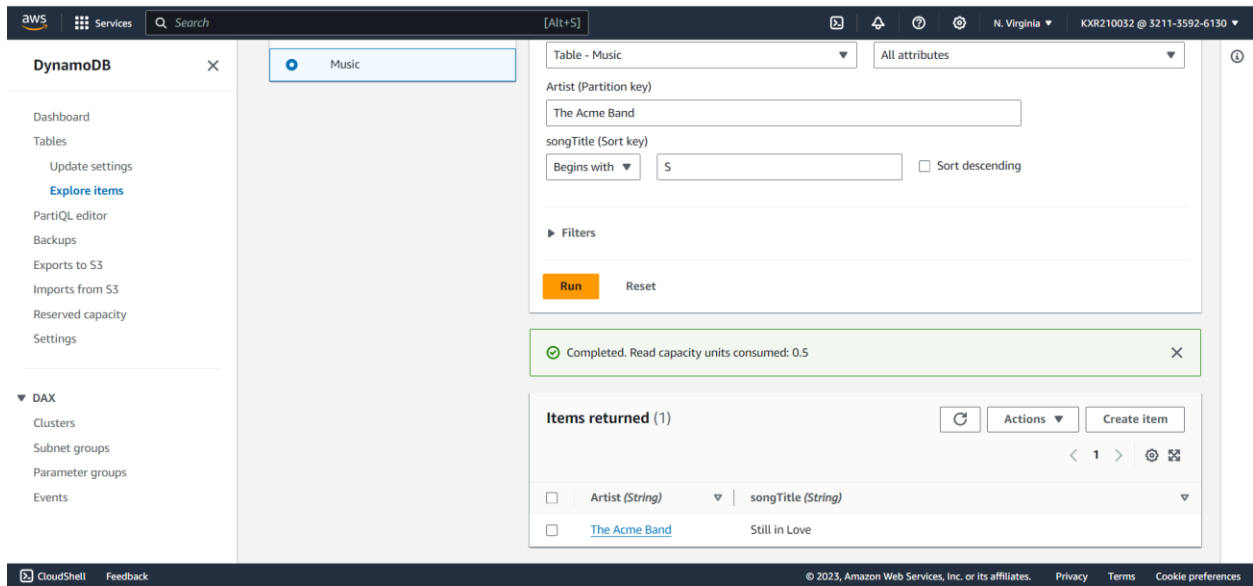 aws Services Search [Alt+S] N. Virginia KXR210032 @ 3211-3592-6130
DynamoDB
Dashboard
Tables
Update settings
Explore items
PartiQL editor
Backups
Exports to S3
Imports from S3
Reserved capacity
Settings
DAX
Clusters
Subnet groups
Parameter groups
Events
Music
Table - Music All attributes
Artist (Partition key)
The Acme Band
songTitle (Sort key)
Begins with S Sort descending
Filters
Run Reset
Completed. Read capacity units consumed: 0.5
Items returned (1) Actions Create item
1
Artist (String) songTitle (String)
The Acme Band Still in Love
CloudShell Feedback © 2023, Amazon Web Services, Inc. or its affiliates. Privacy Terms Cookie preferences